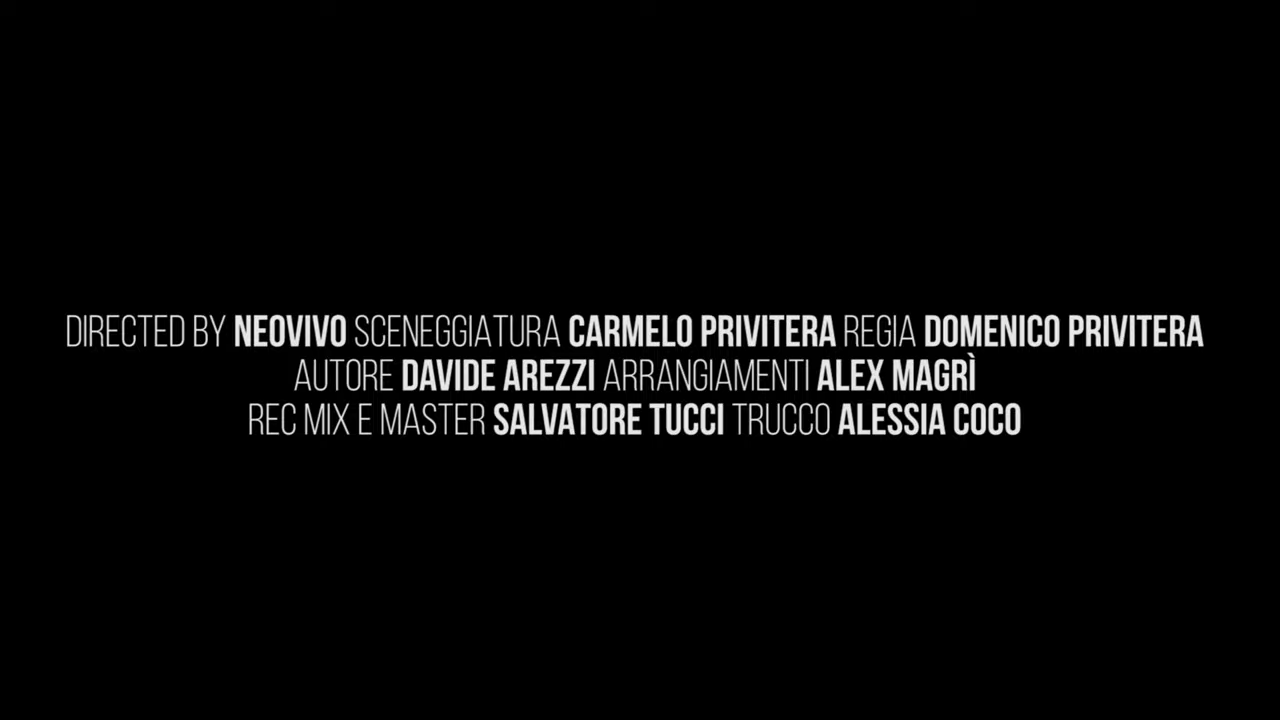 DIRECTED BY NEOVIVO SCENEGGIATURA CARMELO PRIVITERA REGIA DOMENICO PRIVITERA
AUTORE DAVIDE AREZZI ARRANGIAMENTI ALEX MAGRÌ
REC MIX E MASTER SALVATORE TUCCI TRUCCO ALESSIA COCO